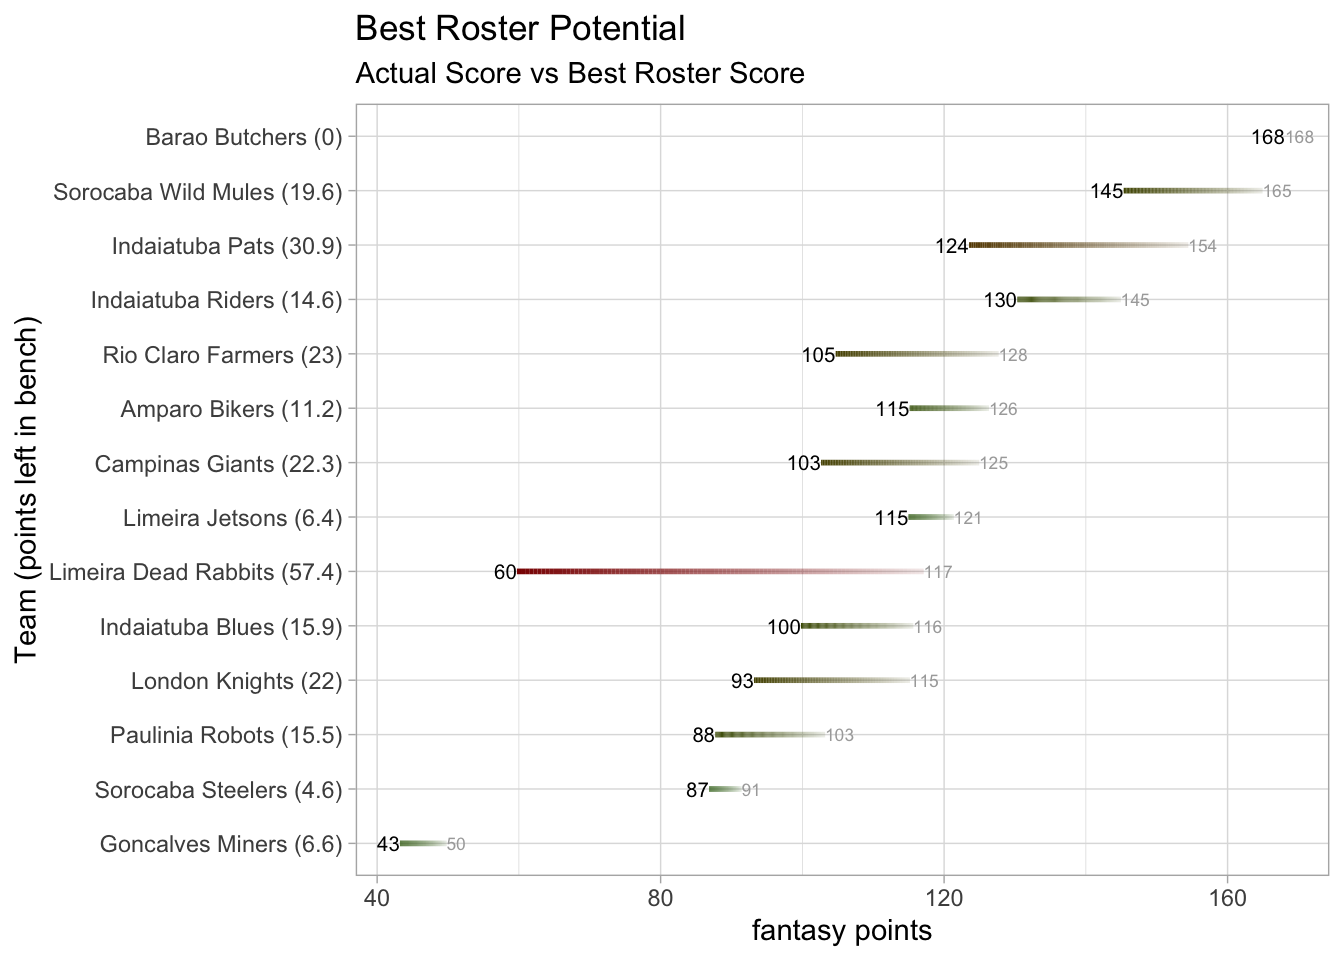 Best Roster Potential
Actual Score vs Best Roster Score
Team (points left in bench)
Barao Butchers (0) 168 168
Sorocaba Wild Mules (19.6) 145 165
Indaiatuba Pats (30.9) 124 154
Indaiatuba Riders (14.6) 130 145
Rio Claro Farmers (23) 105 128
Amparo Bikers (11.2) 115 126
Campinas Giants (22.3) 103 125
Limeira Jetsons (6.4) 115 121
Limeira Dead Rabbits (57.4) 60 117
Indaiatuba Blues (15.9) 100 116
London Knights (22) 93 115
Paulinia Robots (15.5) 88 103
Sorocaba Steelers (4.6) 87 91
Goncalves Miners (6.6) 43 50
40 80 120 160
fantasy points